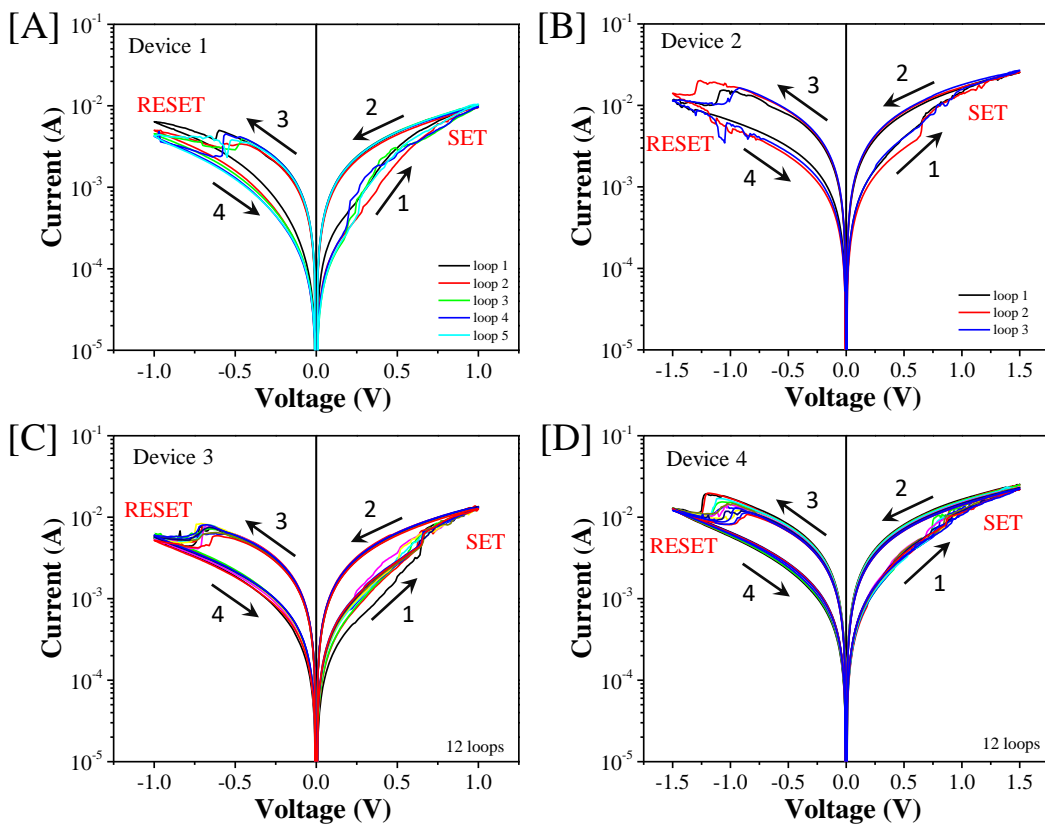 [A]
Device 1
10⁻¹
10⁻²
10⁻³
10⁻⁴
10⁻⁵
Current (A)
RESET
SET
3
2
4
1
loop 1
loop 2
loop 3
loop 4
loop 5
-1.0
-0.5
0.0
0.5
1.0
Voltage (V)
[B]
Device 2
10⁻¹
10⁻²
10⁻³
10⁻⁴
10⁻⁵
Current (A)
RESET
SET
3
2
4
1
loop 1
loop 2
loop 3
-1.5
-1.0
-0.5
0.0
0.5
1.0
1.5
Voltage (V)
[C]
Device 3
10⁻¹
10⁻²
10⁻³
10⁻⁴
10⁻⁵
Current (A)
RESET
SET
3
2
4
1
12 loops
-1.0
-0.5
0.0
0.5
1.0
Voltage (V)
[D]
Device 4
10⁻¹
10⁻²
10⁻³
10⁻⁴
10⁻⁵
Current (A)
RESET
SET
3
2
4
1
12 loops
-1.5
-1.0
-0.5
0.0
0.5
1.0
1.5
Voltage (V)